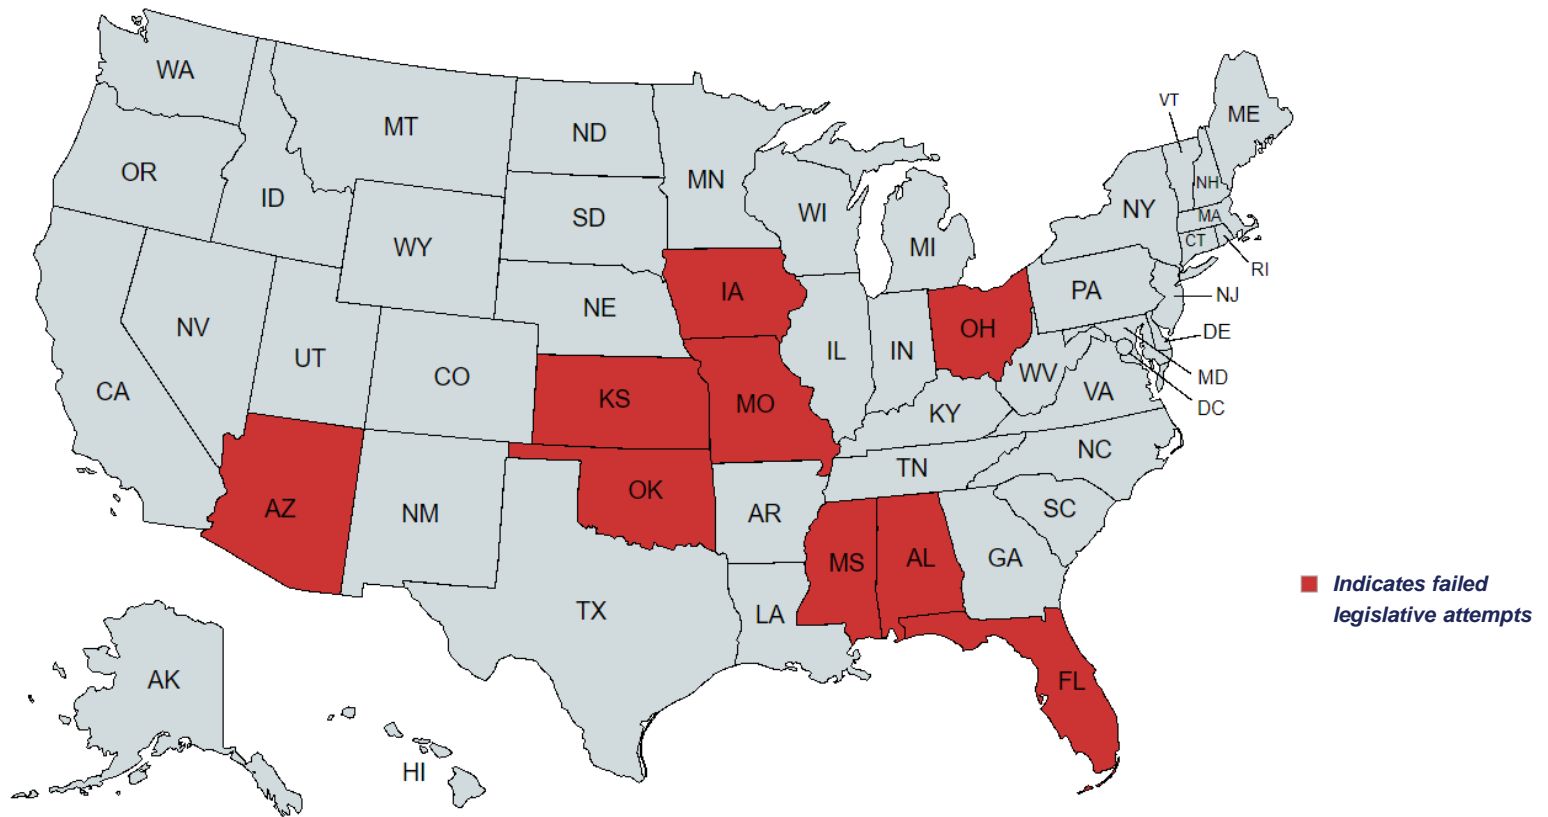 WA
MT
ND
MN
OR
ID
WY
SD
WI
MI
VT
ME
NH
NY
MA
CT
RI
NV
UT
CA
CO
NE
IA
IL
IN
OH
PA
NJ
DE
MD
DC
WV
VA
KY
KS
MO
AZ
NM
OK
AR
TN
NC
SC
MS
AL
GA
TX
LA
FL
AK
HI
Indicates failed
legislative attempts